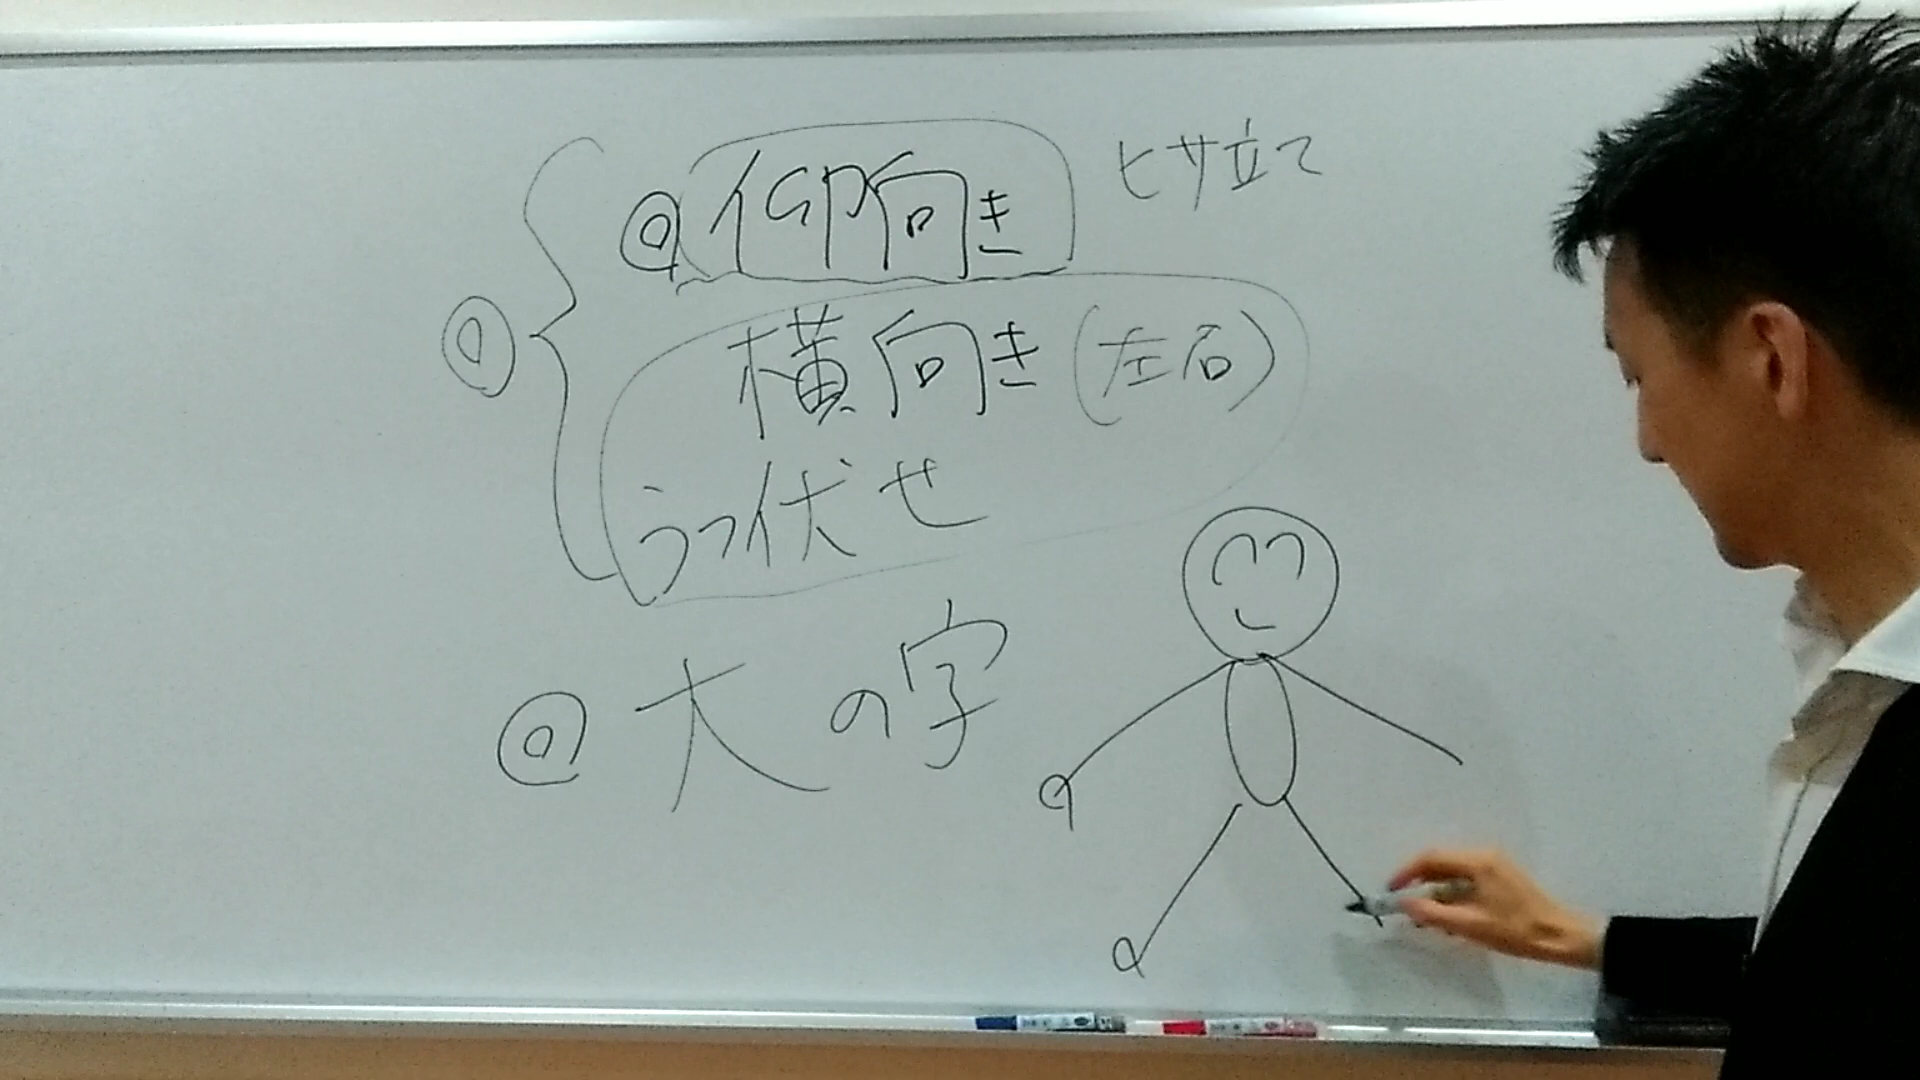 ◎仰向き ヒザ立て
◎横向き(左右)
うつ伏せ
◎大の字